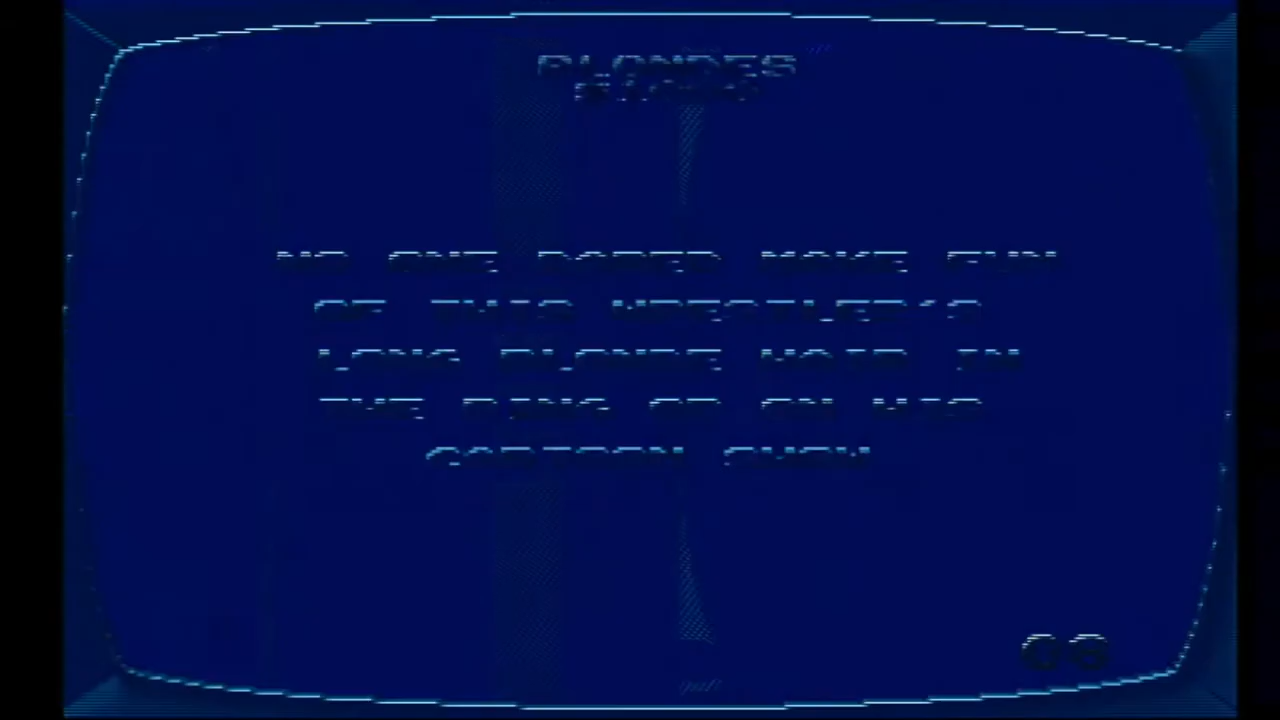 BLONDES
NO ONE DARED MAKE FUN
OF THIS WRESTLER'S
LONG BLONDE HAIR IN
THE RING OR ON HIS
CARTOON SHOW
08